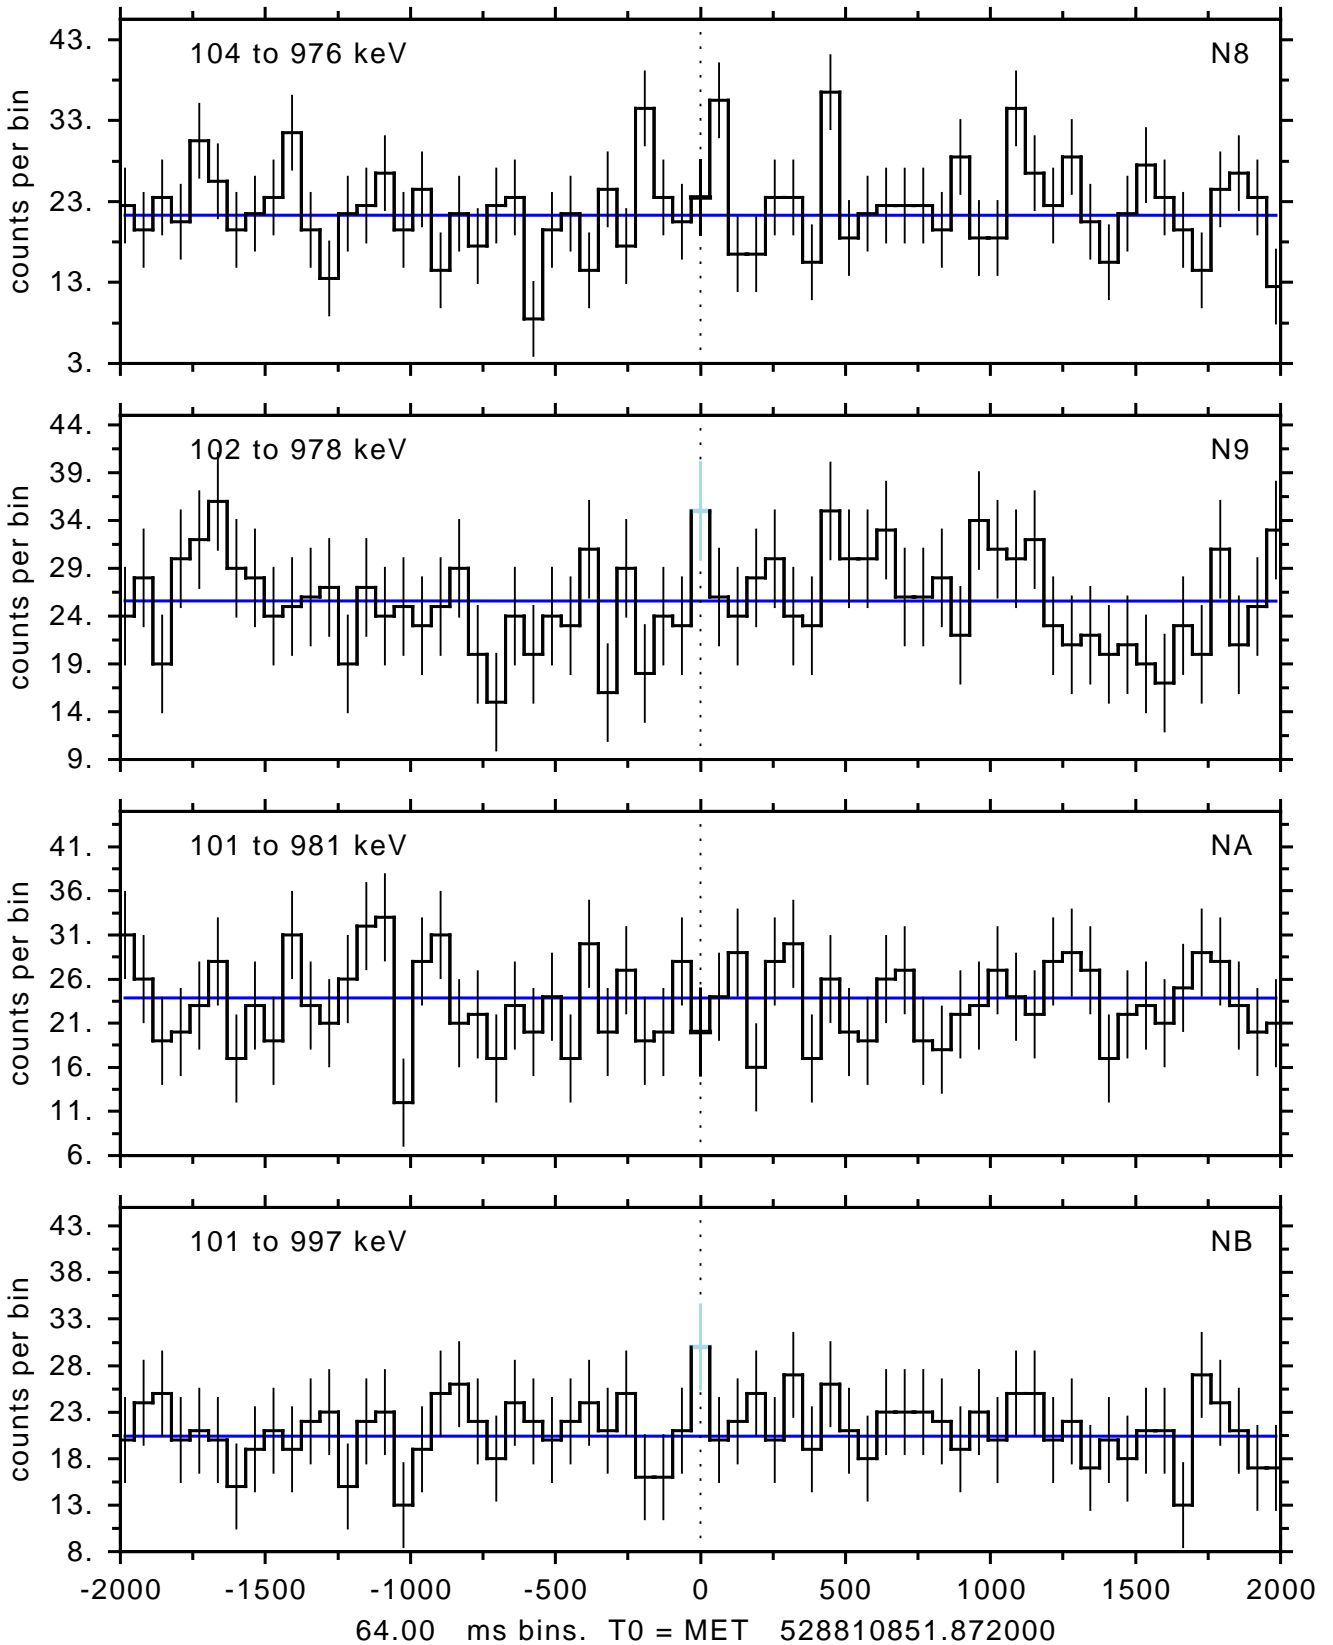 43.
104 to 976 keV
N8
33.
23.
13.
3.
counts per bin
44.
102 to 978 keV
N9
39.
34.
29.
24.
19.
14.
9.
counts per bin
41.
101 to 981 keV
NA
36.
31.
26.
21.
16.
11.
6.
counts per bin
43.
101 to 997 keV
NB
38.
33.
28.
23.
18.
13.
8.
counts per bin
-2000 -1500 -1000 -500 0 500 1000 1500 2000
64.00 ms bins. T0 = MET 528810851.872000